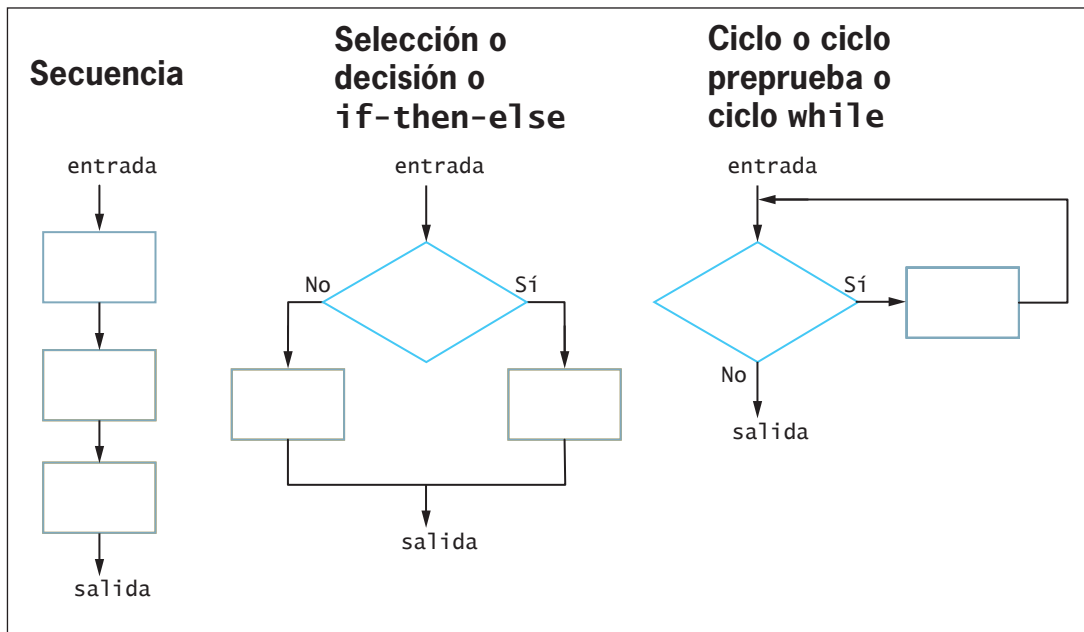 Secuencia
entrada
salida
Selección o
decisión o
if-then-else
entrada
No
Sí
salida
Ciclo o ciclo
preprueba o
ciclo while
entrada
Sí
No
salida